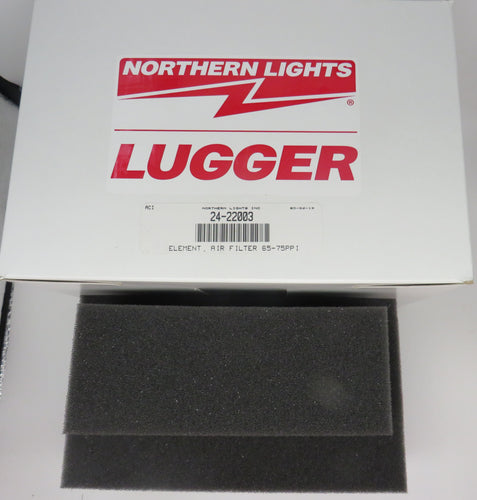 NORTHERN LIGHTS
®
LUGGER
ACI NORTHERN LIGHTS INC
24-22003
ELEMENT, AIR FILTER 65-75PPI